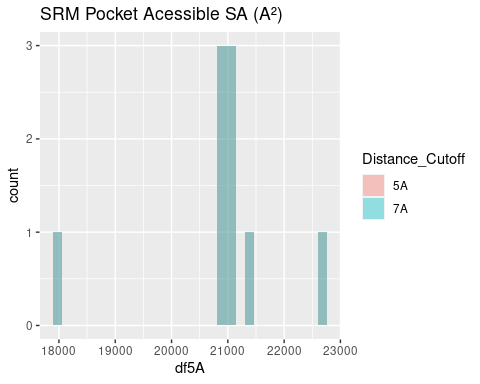 SRM Pocket Acessible SA (A²)
3
2
1
0
count
18000
19000
20000
21000
22000
23000
df5A
Distance_Cutoff
5A
7A